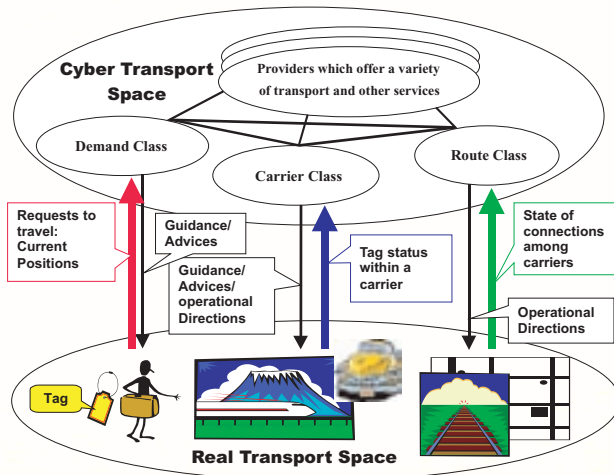 Cyber Transport
Space
Providers which offer a variety
of transport and other services
Demand Class
Carrier Class
Route Class
Requests to
travel:
Current
Positions
Guidance/
Advices
Guidance/
Advices/
operational
Directions
Tag status
within a
carrier
State of
connections
among
carriers
Operational
Directions
Tag
Real Transport Space